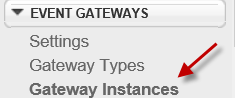 EVENT GATEWAYS
Settings
Gateway Types
Gateway Instances